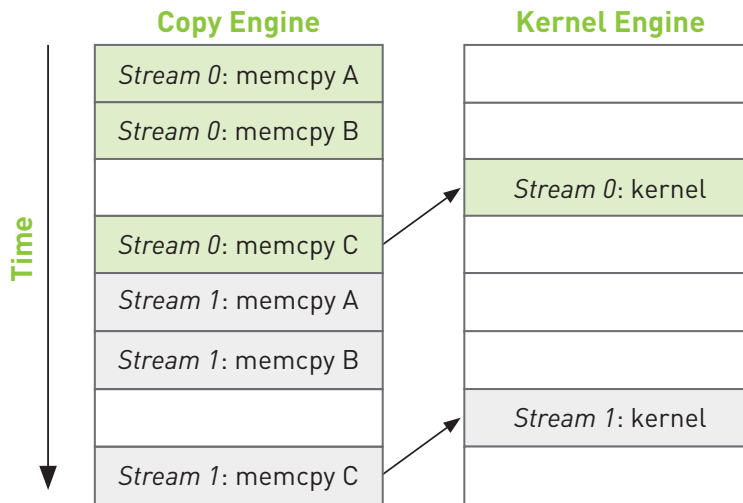 Copy Engine
Kernel Engine
Time
Stream 0: memcpy A
Stream 0: memcpy B
Stream 0: kernel
Stream 0: memcpy C
Stream 1: memcpy A
Stream 1: memcpy B
Stream 1: kernel
Stream 1: memcpy C